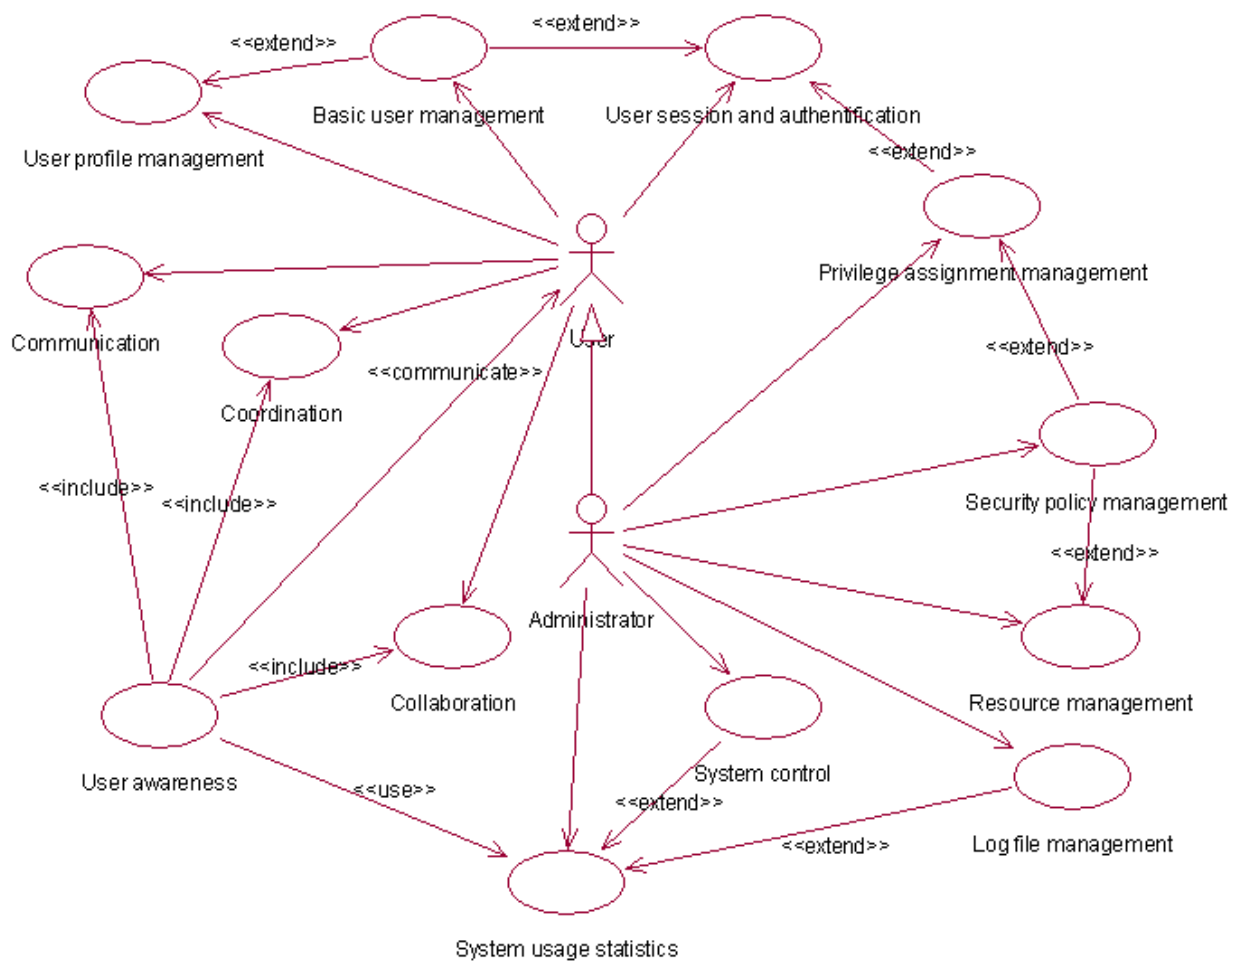 <<extend>>
<<extend>>
Basic user management
User session and authentification
User profile management
<<extend>>
Privilege assignment management
Communication
User
<<extend>>
<<communicate>>
Coordination
<<include>>
<<include>>
Security policy management
<<extend>>
Administrator
<<include>>
Collaboration
Resource management
User awareness
System control
<<use>>
<<extend>>
<<extend>>
Log file management
System usage statistics